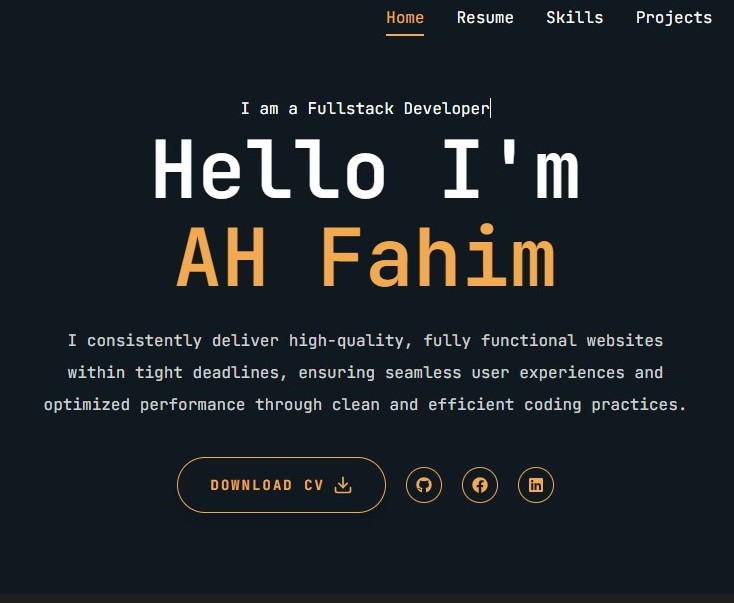 Home Resume Skills Projects
I am a Fullstack Developer
Hello I'm
AH Fahim
I consistently deliver high-quality, fully functional websites
within tight deadlines, ensuring seamless user experiences and
optimized performance through clean and efficient coding practices.
DOWNLOAD CV
in